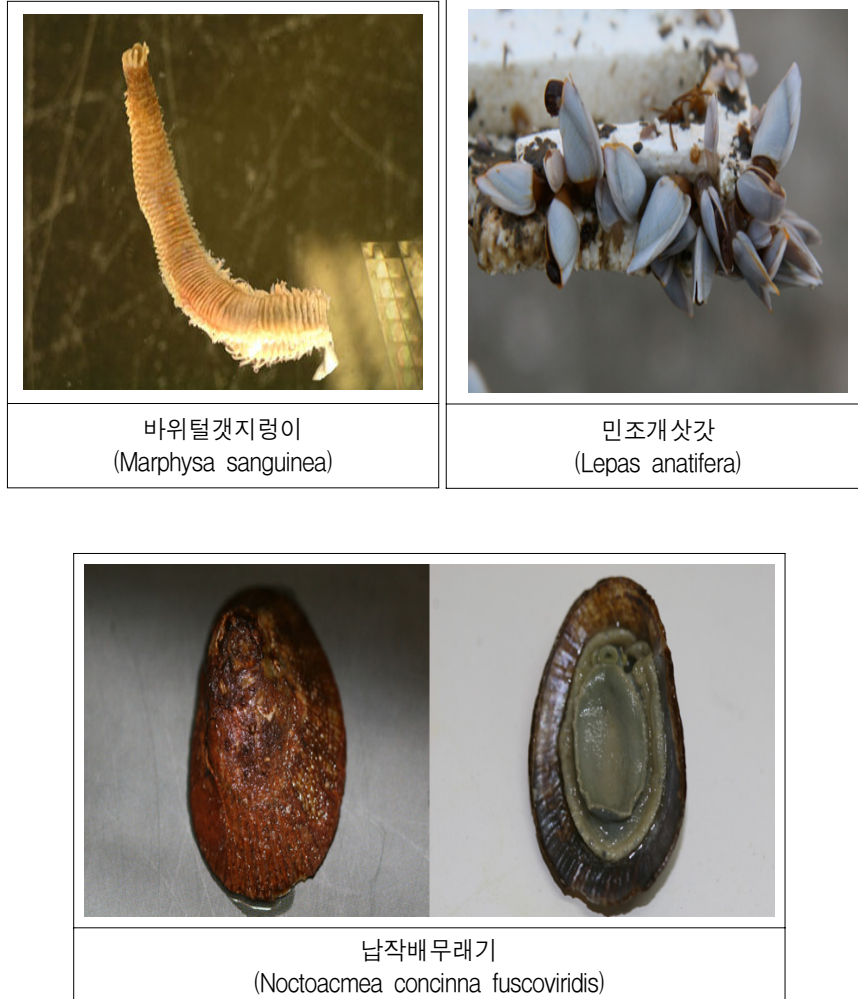 바위털갯지렁이
(Marphysa sanguinea)
민조개삿갓
(Lepas anatifera)
납작배무래기
(Noctoacmea concinna fuscoviridis)